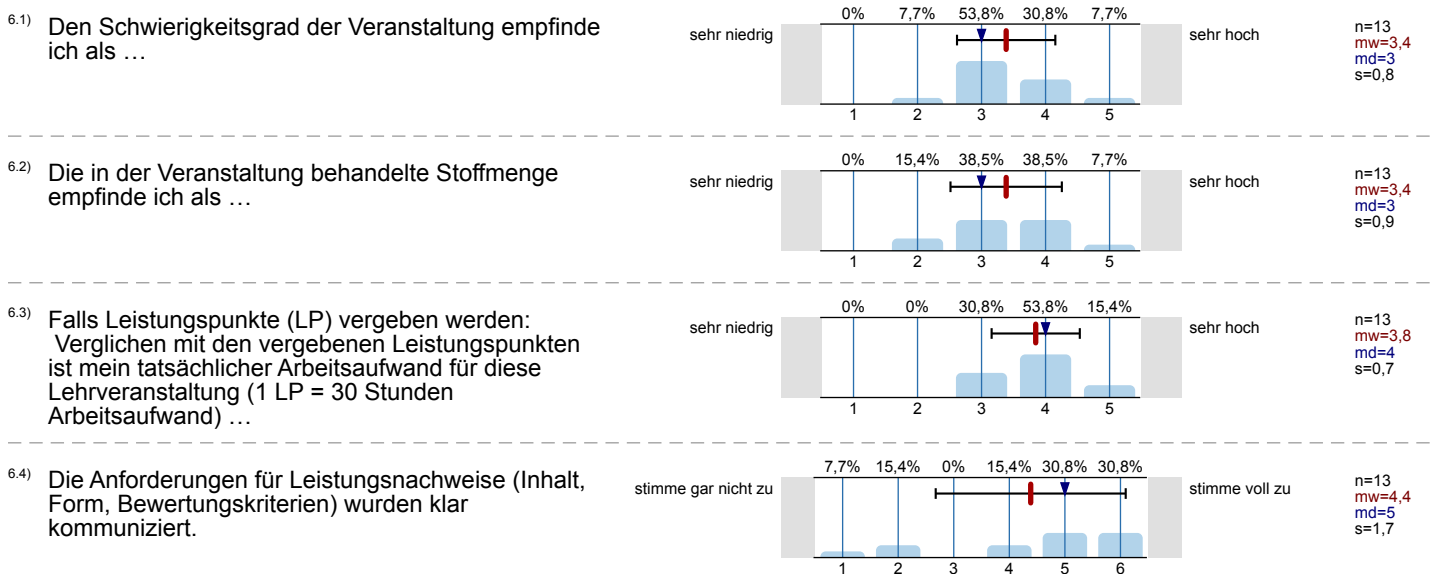 6.1) Den Schwierigkeitsgrad der Veranstaltung empfinde
ich als …
sehr niedrig
0% 7,7% 53,8% 30,8% 7,7%
1 2 3 4 5
sehr hoch
n=13
mw=3,4
md=3
s=0,8
6.2) Die in der Veranstaltung behandelte Stoffmenge
empfinde ich als …
sehr niedrig
0% 15,4% 38,5% 38,5% 7,7%
1 2 3 4 5
sehr hoch
n=13
mw=3,4
md=3
s=0,9
6.3) Falls Leistungspunkte (LP) vergeben werden:
Verglichen mit den vergebenen Leistungspunkten
ist mein tatsächlicher Arbeitsaufwand für diese
Lehrveranstaltung (1 LP = 30 Stunden
Arbeitsaufwand) …
sehr niedrig
0% 0% 30,8% 53,8% 15,4%
1 2 3 4 5
sehr hoch
n=13
mw=3,8
md=4
s=0,7
6.4) Die Anforderungen für Leistungsnachweise (Inhalt,
Form, Bewertungskriterien) wurden klar
kommuniziert.
stimme gar nicht zu
7,7% 15,4% 0% 15,4% 30,8% 30,8%
1 2 3 4 5 6
stimme voll zu
n=13
mw=4,4
md=5
s=1,7